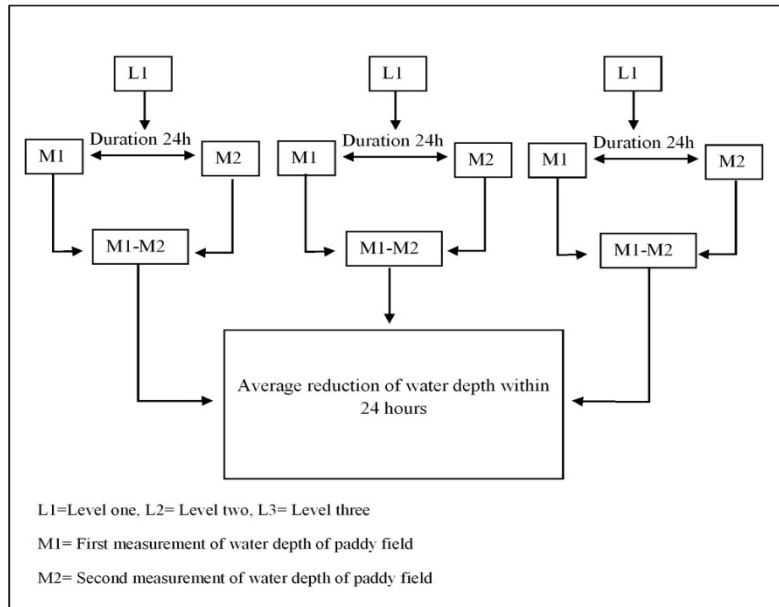 L1
L1
L1
Duration 24h
Duration 24h
Duration 24h
M1
M2
M1
M2
M1
M2
M1-M2
M1-M2
M1-M2
Average reduction of water depth within
24 hours
L1=Level one, L2= Level two, L3= Level three
M1= First measurement of water depth of paddy field
M2= Second measurement of water depth of paddy field